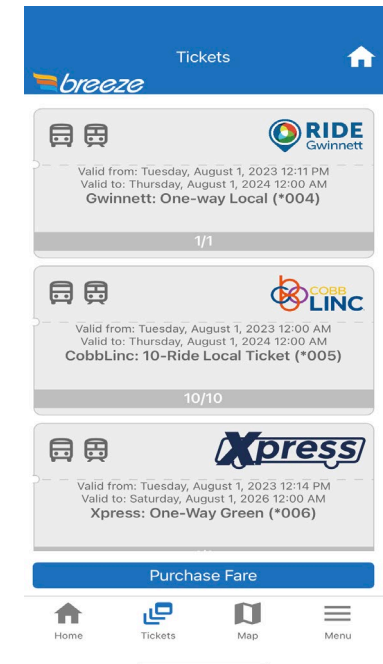 Tickets
breeze
RIDE
Gwinnett
Valid from: Tuesday, August 1, 2023 12:11 PM
Valid to: Thursday, August 1, 2024 12:00 AM
Gwinnett: One-way Local (*004)
1/1
COBB
LINC
Valid from: Tuesday, August 1, 2023 12:00 AM
Valid to: Thursday, August 1, 2024 12:00 AM
CobbLinc: 10-Ride Local Ticket (*005)
10/10
Xpress
Valid from: Tuesday, August 1, 2023 12:14 PM
Valid to: Saturday, August 1, 2026 12:00 AM
Xpress: One-Way Green (*006)
Purchase Fare
Home Tickets Map Menu